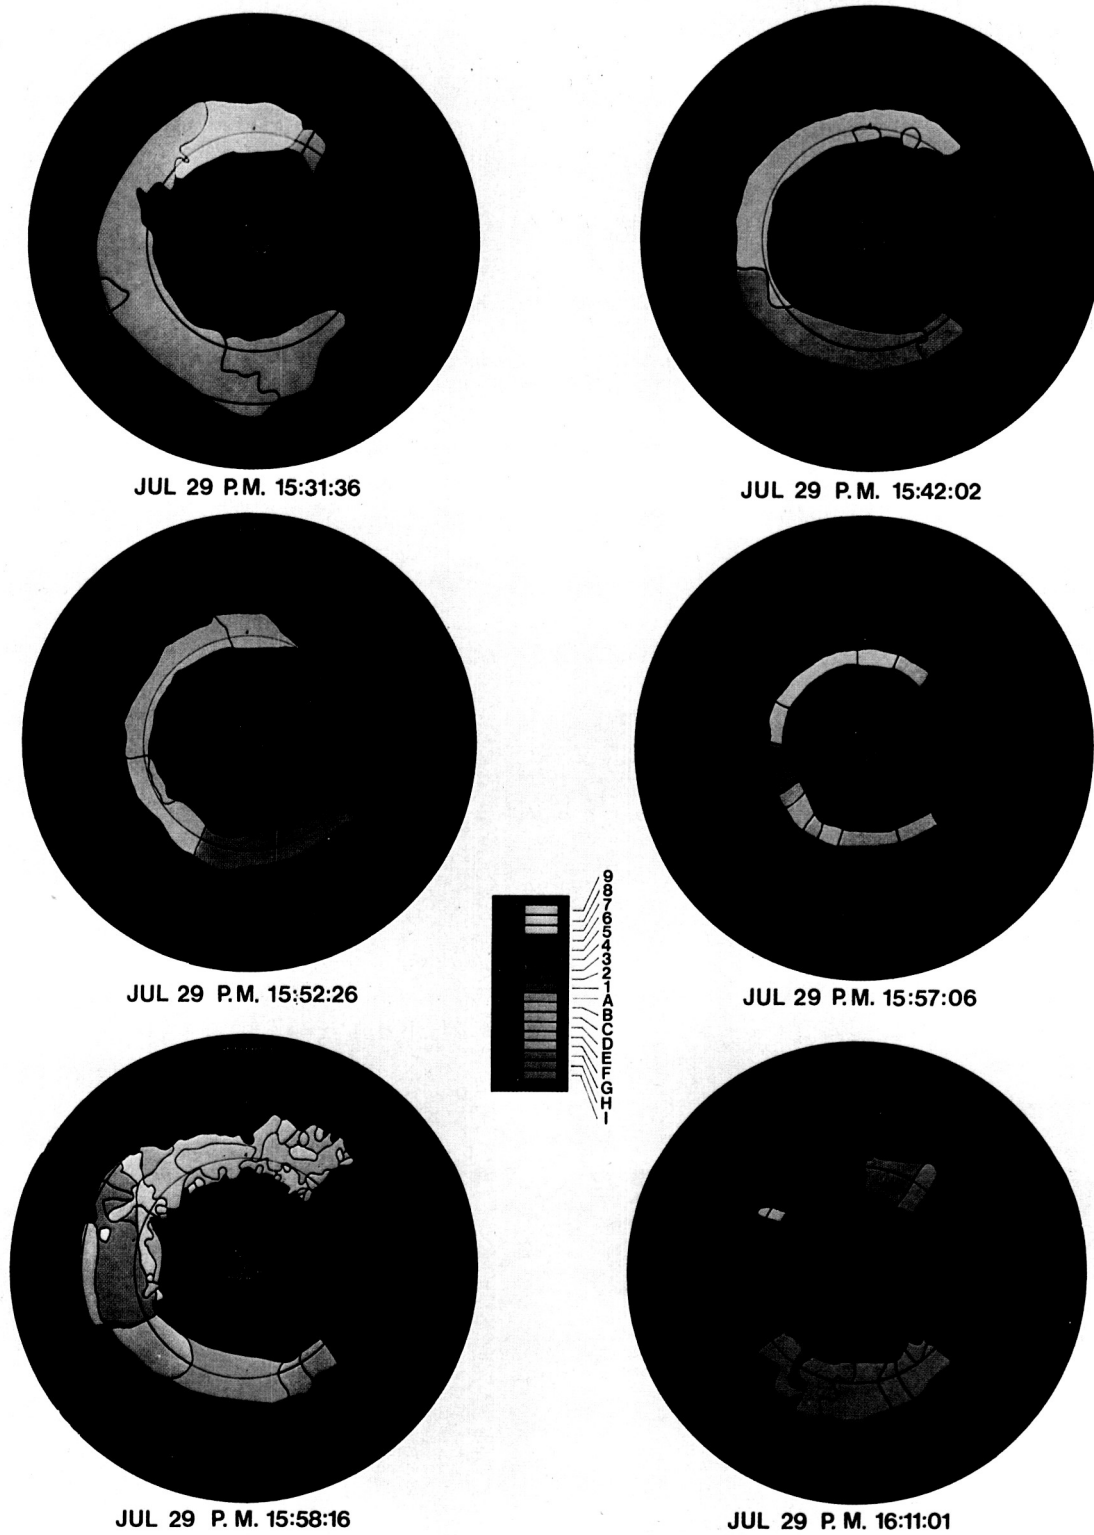 JUL 29 P.M. 15:31:36
JUL 29 P.M. 15:42:02
JUL 29 P.M. 15:52:26
JUL 29 P.M. 15:57:06
9
8
7
6
5
4
3
2
1
A
B
C
D
E
F
G
H
I
JUL 29 P.M. 15:58:16
JUL 29 P.M. 16:11:01